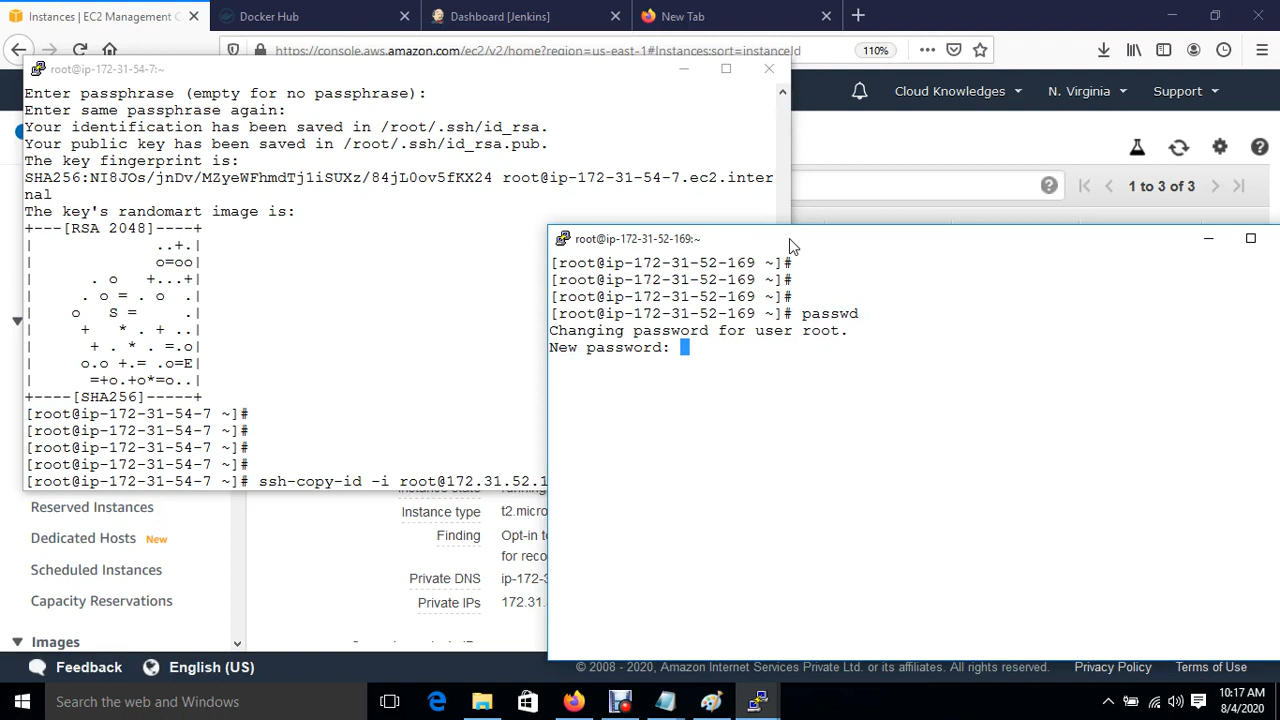 Instances | EC2 Management C
Docker Hub
Dashboard [Jenkins]
New Tab
https://console.aws.amazon.com/ec2/v2/home?region=us-east-1#Instances:sort=instanceId
110%
root@ip-172-31-54-7:~
Cloud Knowledges
N. Virginia
Support
1 to 3 of 3
Enter passphrase (empty for no passphrase):
Enter same passphrase again:
Your identification has been saved in /root/.ssh/id_rsa.
Your public key has been saved in /root/.ssh/id_rsa.pub.
The key fingerprint is:
SHA256:NI8JOs/jnDv/MZyeWFhmdTj1iSUXz/84jL0ov5fKX24 root@ip-172-31-54-7.ec2.inter
nal
The key's randomart image is:
+---[RSA 2048]----+
|             ..+.|
|             o=oo|
|      . o   +...+|
|     . o = . o  .|
|    o   S =     .|
|     +   * . + ..|
|      + . * . =.o|
|     o.o +.= .o=E|
|      =+o.+o*=o..|
+----[SHA256]-----+
[root@ip-172-31-54-7 ~]#
[root@ip-172-31-54-7 ~]#
[root@ip-172-31-54-7 ~]#
[root@ip-172-31-54-7 ~]#
[root@ip-172-31-54-7 ~]# ssh-copy-id -i root@172.31.52.1
root@ip-172-31-52-169:~
[root@ip-172-31-52-169 ~]#
[root@ip-172-31-52-169 ~]#
[root@ip-172-31-52-169 ~]#
[root@ip-172-31-52-169 ~]# passwd
Changing password for user root.
New password:
Reserved Instances
Dedicated Hosts New
Scheduled Instances
Capacity Reservations
Images
Instance type t2.micro
Finding Opt-in to
for reco
Private DNS ip-172-3
Private IPs 172.31.
Feedback
English (US)
© 2008 - 2020, Amazon Internet Services Private Ltd. or its affiliates. All rights reserved.
Privacy Policy
Terms of Use
Search the web and Windows
10:17 AM
8/4/2020